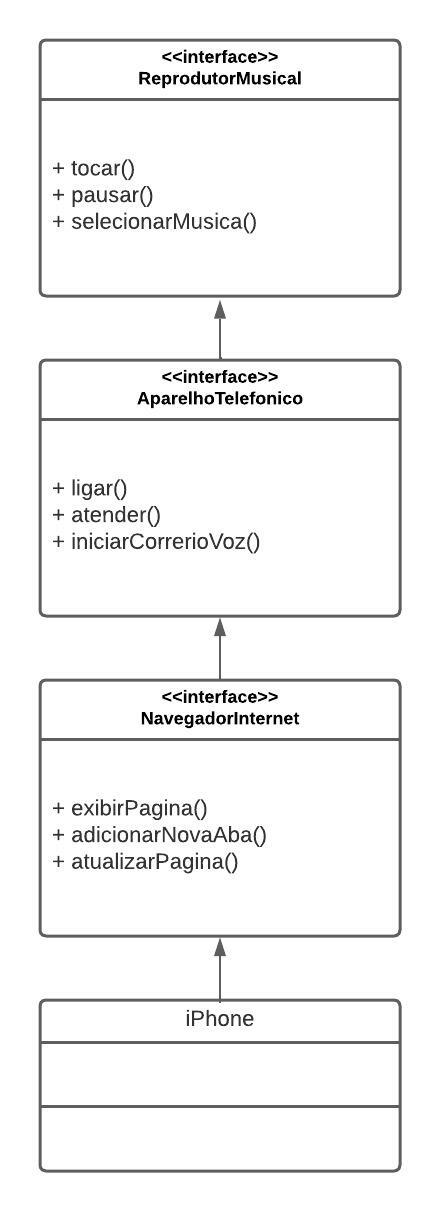 <<interface>>
ReprodutorMusical
+ tocar()
+ pausar()
+ selecionarMusica()
<<interface>>
AparelhoTelefonico
+ ligar()
+ atender()
+ iniciarCorrerioVoz()
<<interface>>
NavegadorInternet
+ exibirPagina()
+ adicionarNovaAba()
+ atualizarPagina()
iPhone